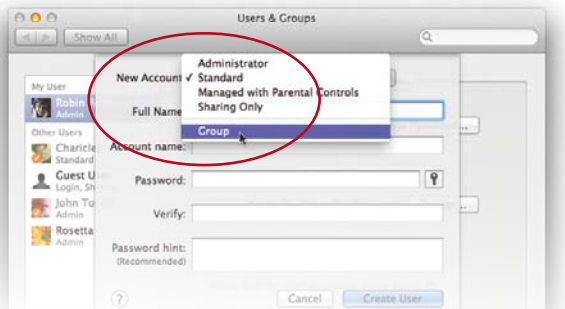 Users & Groups
Show All
New Account
Administrator
✓ Standard
Managed with Parental Controls
Sharing Only
Group
My User
Robin
Admin
Other Users
Standard
Guest U
Login, Sh
John To
Admin
Rosetta
Admin
Full Name
Account name:
Password:
Verify:
Password hint:
(Recommended)
?
Cancel
Create User